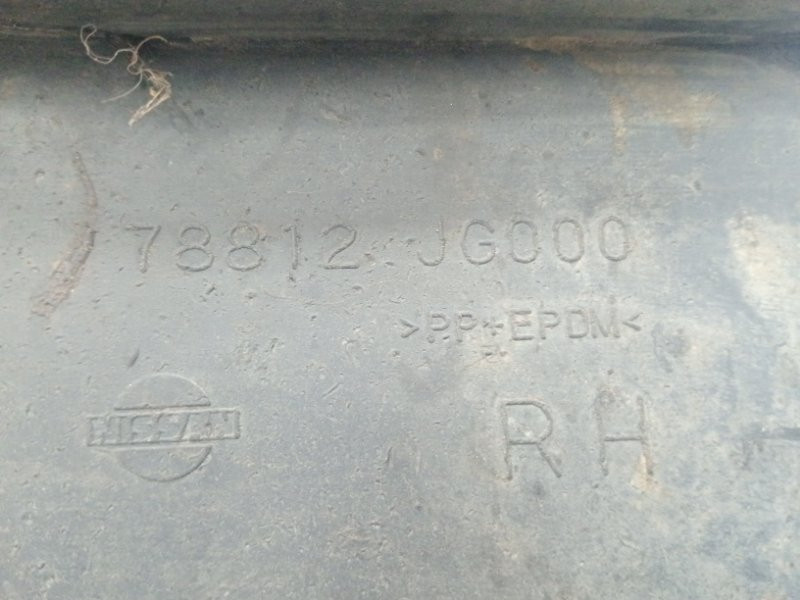 78812 JG000
>PP+EPDM<
NISSAN
RH